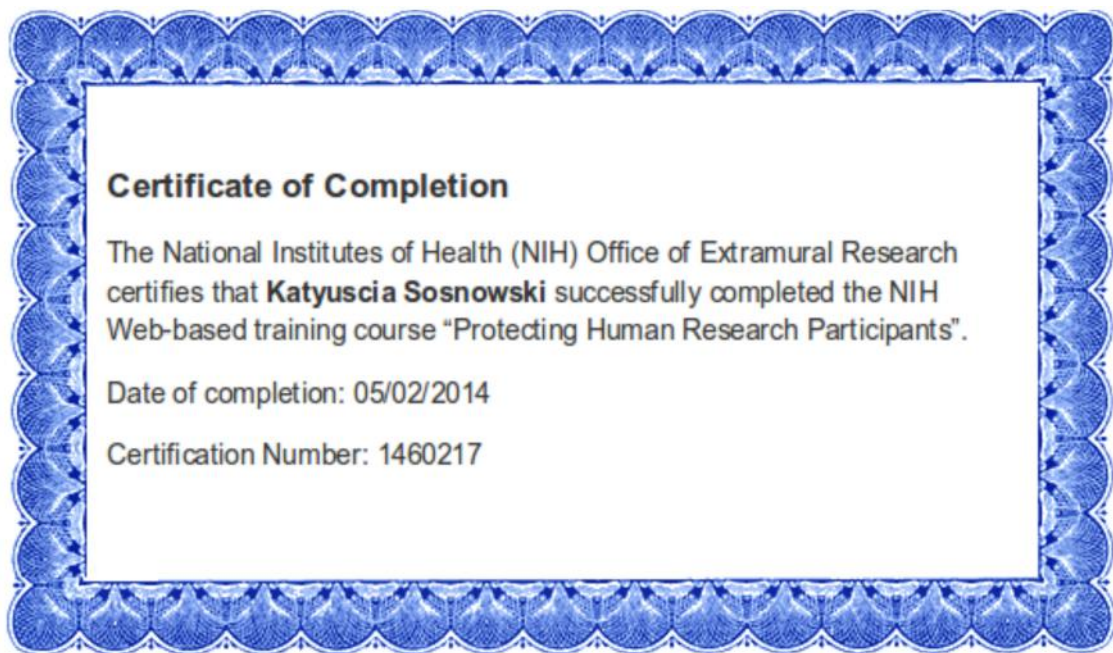 Certificate of Completion
The National Institutes of Health (NIH) Office of Extramural Research
certifies that Katyuscia Sosnowski successfully completed the NIH
Web-based training course “Protecting Human Research Participants”.
Date of completion: 05/02/2014
Certification Number: 1460217